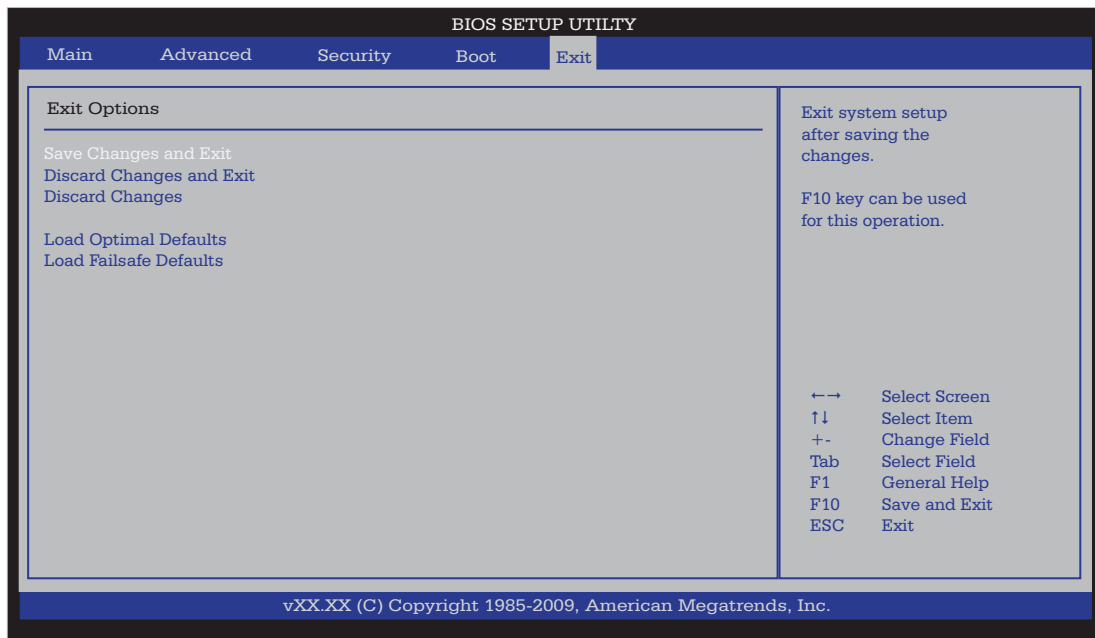 BIOS SETUP UTILTY
Main Advanced Security Boot Exit
Exit Options
Save Changes and Exit
Discard Changes and Exit
Discard Changes
Load Optimal Defaults
Load Failsafe Defaults
Exit system setup
after saving the
changes.
F10 key can be used
for this operation.
←→ Select Screen
↑↓ Select Item
+- Change Field
Tab Select Field
F1 General Help
F10 Save and Exit
ESC Exit
vXX.XX (C) Copyright 1985-2009, American Megatrends, Inc.